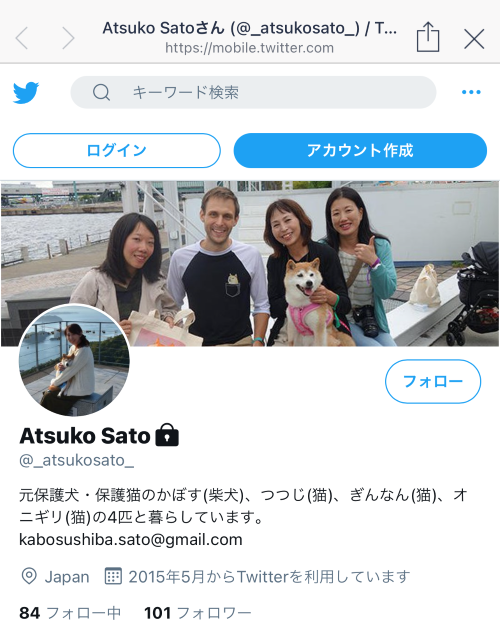 Atsuko Satoさん (@_atsukosato_) / T...
https://mobile.twitter.com
キーワード検索
ログイン
アカウント作成
フォロー
Atsuko Sato
@_atsukosato_
元保護犬・保護猫のかぼす(柴犬)、つつじ(猫)、ぎんなん(猫)、オ
ニギリ(猫)の4匹と暮らしています。
kabosushiba.sato@gmail.com
Japan 2015年5月からTwitterを利用しています
84 フォロー中 101 フォロワー